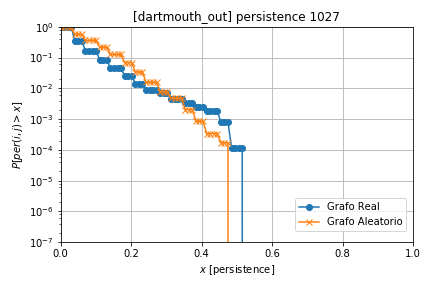 [dartmouth_out] persistence 1027
P[per(i,j) > x]
10^0
10^-1
10^-2
10^-3
10^-4
10^-5
10^-6
10^-7
Grafo Real
Grafo Aleatorio
0.0 0.2 0.4 0.6 0.8 1.0
x [persistence]